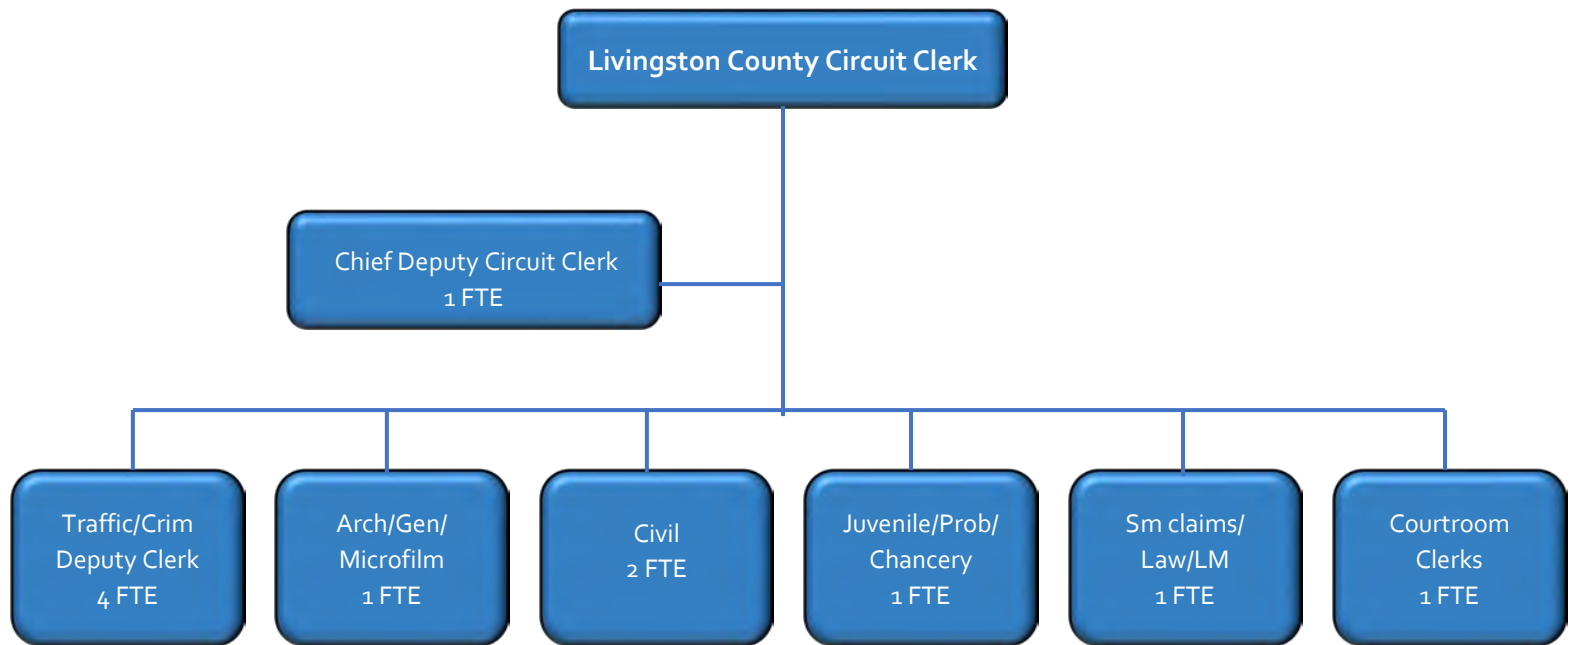 Livingston County Circuit Clerk
Chief Deputy Circuit Clerk
1 FTE
Traffic/Crim
Deputy Clerk
4 FTE
Arch/Gen/
Microfilm
1 FTE
Civil
2 FTE
Juvenile/Prob/
Chancery
1 FTE
Sm claims/
Law/LM
1 FTE
Courtroom
Clerks
1 FTE